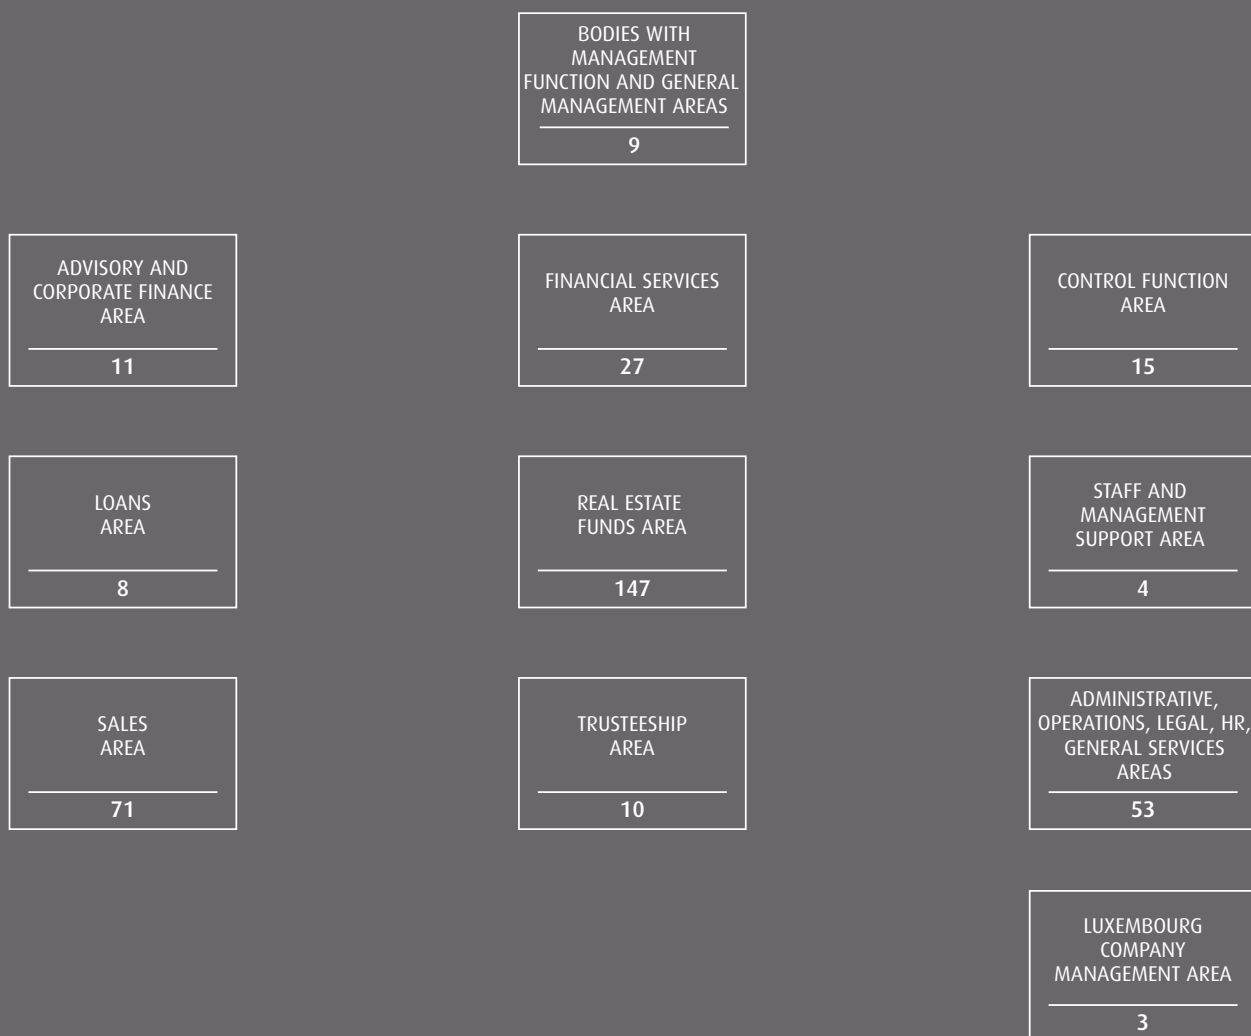 BODIES WITH
MANAGEMENT
FUNCTION AND GENERAL
MANAGEMENT AREAS
9
ADVISORY AND
CORPORATE FINANCE
AREA
11
FINANCIAL SERVICES
AREA
27
CONTROL FUNCTION
AREA
15
LOANS
AREA
8
REAL ESTATE
FUNDS AREA
147
STAFF AND
MANAGEMENT
SUPPORT AREA
4
SALES
AREA
71
TRUSTEESHIP
AREA
10
ADMINISTRATIVE,
OPERATIONS, LEGAL, HR,
GENERAL SERVICES
AREAS
53
LUXEMBOURG
COMPANY
MANAGEMENT AREA
3